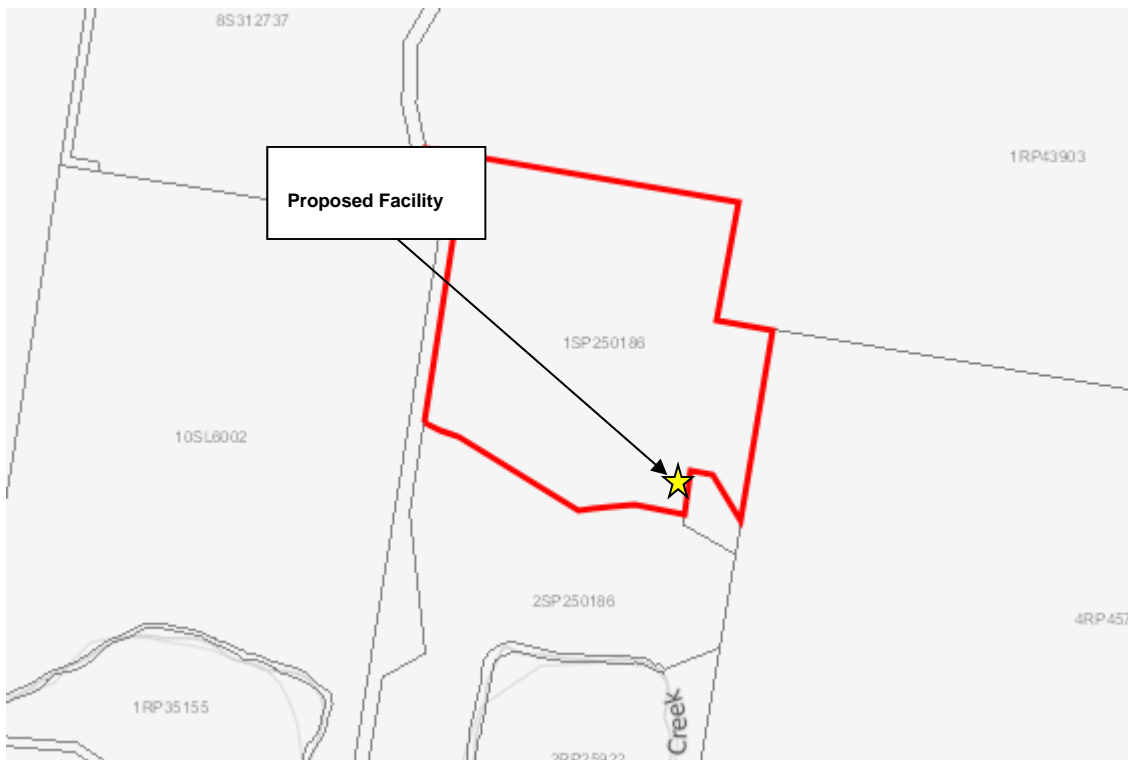 8S312737
1RP43903
Proposed Facility
1SP250186
10SL6002
2SP250186
4RP457
1RP35155
Creek